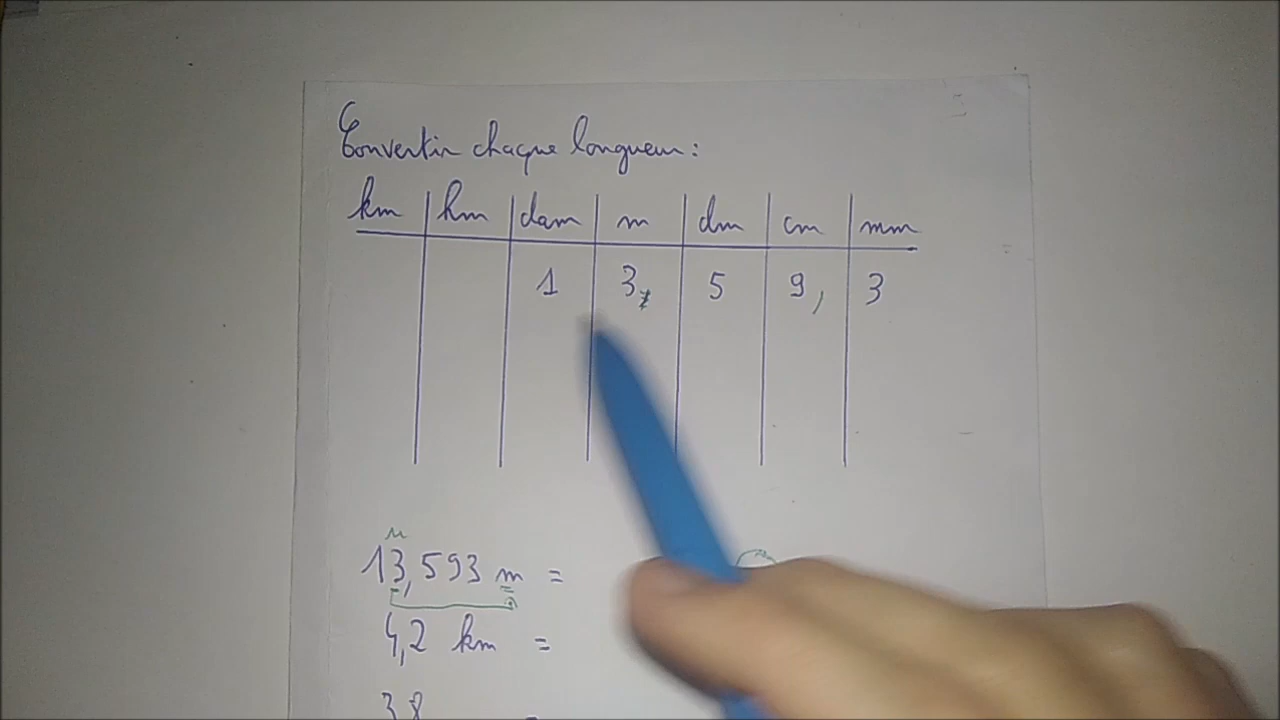 Convertir chaque longueur :
km hm dam m dm cm mm
1 3, 5 9, 3
u
13,593 m =
4,2 km =
38 =